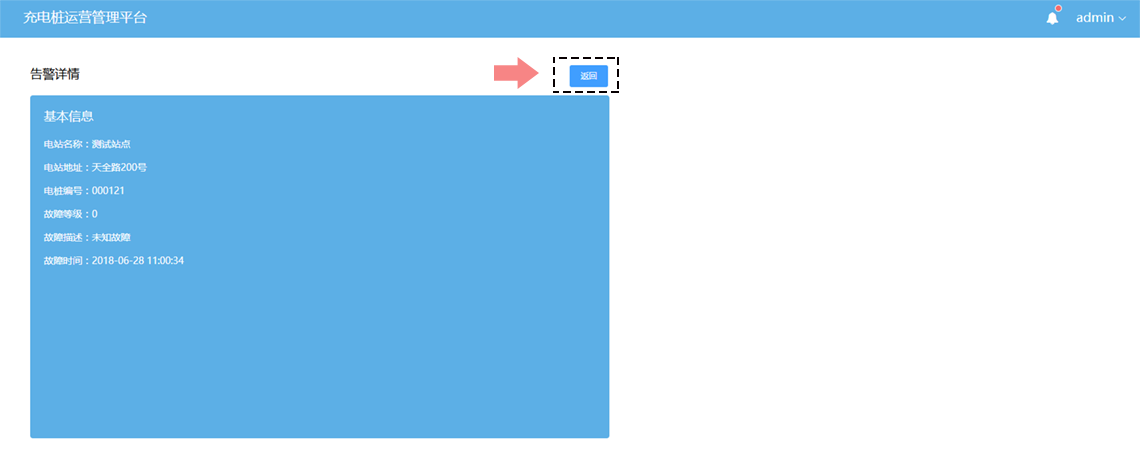 充电桩运营管理平台
admin
告警详情
返回
基本信息
电站名称：测试站点
电站地址：天全路200号
电桩编号：000121
故障等级：0
故障描述：未知故障
故障时间：2018-06-28 11:00:34